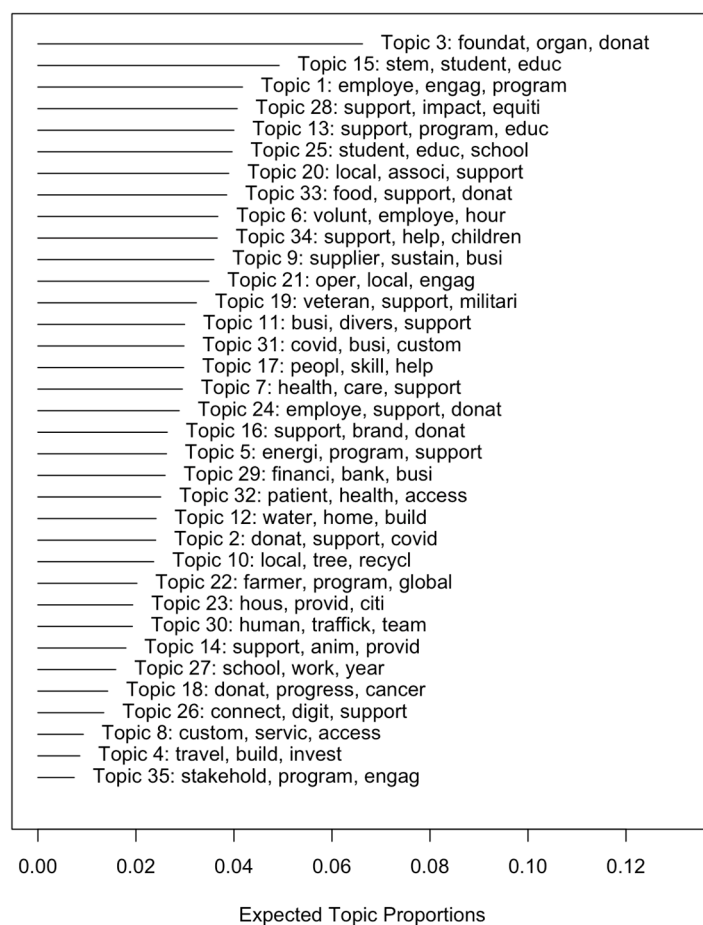 Topic 3: foundat, organ, donat
Topic 15: stem, student, educ
Topic 1: employe, engag, program
Topic 28: support, impact, equiti
Topic 13: support, program, educ
Topic 25: student, educ, school
Topic 20: local, associ, support
Topic 33: food, support, donat
Topic 6: volunt, employe, hour
Topic 34: support, help, children
Topic 9: supplier, sustain, busi
Topic 21: oper, local, engag
Topic 19: veteran, support, militari
Topic 11: busi, divers, support
Topic 31: covid, busi, custom
Topic 17: peopl, skill, help
Topic 7: health, care, support
Topic 24: employe, support, donat
Topic 16: support, brand, donat
Topic 5: energi, program, support
Topic 29: financi, bank, busi
Topic 32: patient, health, access
Topic 12: water, home, build
Topic 2: donat, support, covid
Topic 10: local, tree, recycl
Topic 22: farmer, program, global
Topic 23: hous, provid, citi
Topic 30: human, traffick, team
Topic 14: support, anim, provid
Topic 27: school, work, year
Topic 18: donat, progress, cancer
Topic 26: connect, digit, support
Topic 8: custom, servic, access
Topic 4: travel, build, invest
Topic 35: stakehold, program, engag
0.00 0.02 0.04 0.06 0.08 0.10 0.12
Expected Topic Proportions